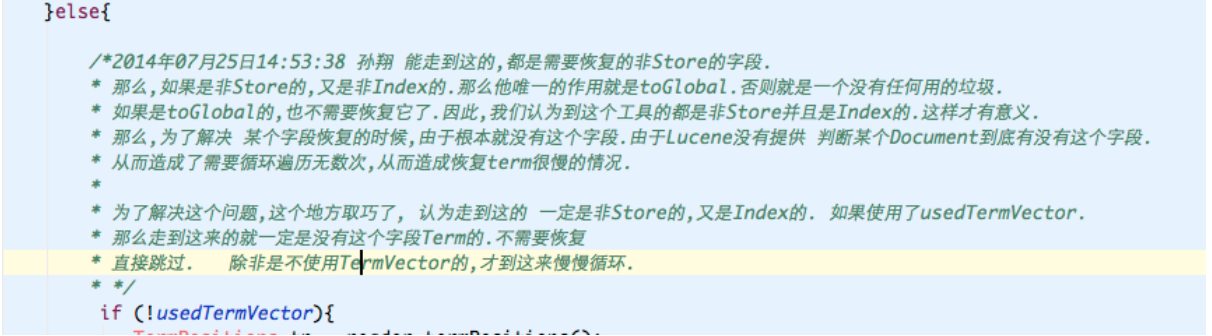 }else{
/*2014年07月25日14:53:38 孙翔 能走到这的,都是需要恢复的非Store的字段.
* 那么,如果是非Store的,又是非Index的.那么他唯一的作用就是toGlobal.否则就是一个没有任何用的垃圾.
* 如果是toGlobal的,也不需要恢复它了.因此,我们认为到这个工具的都是非Store并且是Index的.这样才有意义.
* 那么,为了解决 某个字段恢复的时候,由于根本就没有这个字段.由于Lucene没有提供 判断某个Document到底有没有这个字段.
* 从而造成了需要循环遍历无数次,从而造成恢复term很慢的情况.
*
* 为了解决这个问题,这个地方取巧了, 认为走到这的 一定是非Store的,又是Index的. 如果使用了usedTermVector.
* 那么走到这来的就一定是没有这个字段Term的.不需要恢复
* 直接跳过. 除非是不使用TermVector的,才到这来慢慢循环.
* */
if (!usedTermVector){